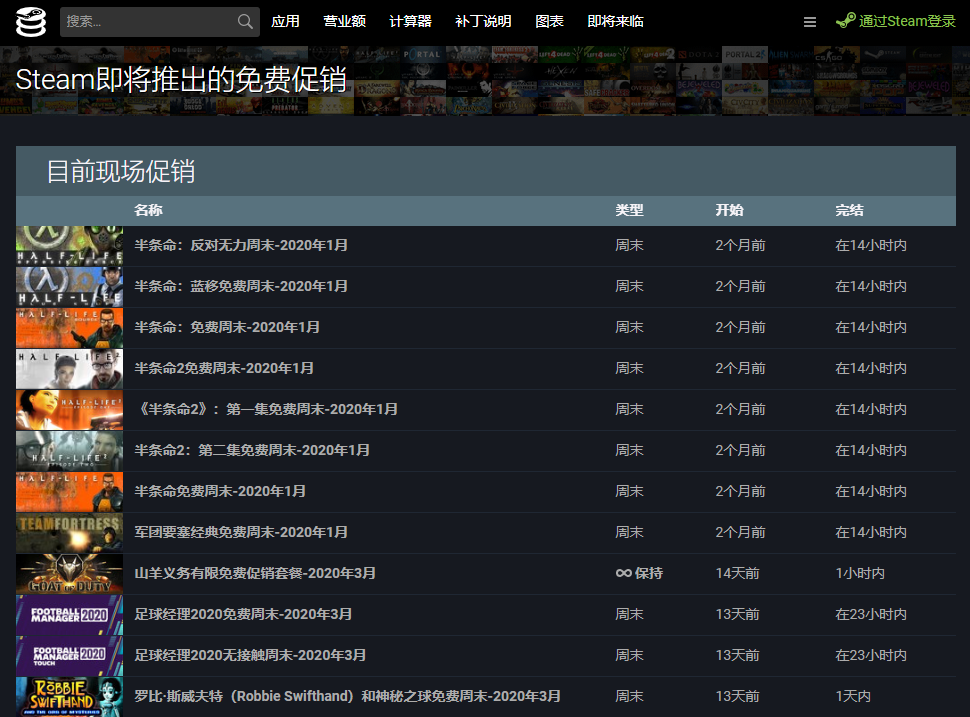 搜索... 应用 营业额 计算器 补丁说明 图表 即将来临 通过Steam登录
Steam即将推出的免费促销
目前现场促销
名称 类型 开始 完结
HALF-LIFE 半条命：反对无力周末-2020年1月 周末 2个月前 在14小时内
HALF-LIFE 半条命：蓝移免费周末-2020年1月 周末 2个月前 在14小时内
HALF-LIFE 半条命：免费周末-2020年1月 周末 2个月前 在14小时内
HALF-LIFE 2 半条命2免费周末-2020年1月 周末 2个月前 在14小时内
HALF-LIFE 2 《半条命2》：第一集免费周末-2020年1月 周末 2个月前 在14小时内
HALF-LIFE 2 EPISODE TWO 半条命2：第二集免费周末-2020年1月 周末 2个月前 在14小时内
HALF-LIFE 半条命免费周末-2020年1月 周末 2个月前 在14小时内
TEAM FORTRESS 军团要塞经典免费周末-2020年1月 周末 2个月前 在14小时内
GOAT OF DUTY 山羊义务有限免费促销套餐-2020年3月 ∞ 保持 14天前 1小时内
FOOTBALL MANAGER 2020 足球经理2020免费周末-2020年3月 周末 13天前 在23小时内
FOOTBALL MANAGER 2020 TOUCH 足球经理2020无接触周末-2020年3月 周末 13天前 在23小时内
ROBBIE SWIFTHAND AND THE ORB OF MYSTERIES 罗比·斯威夫特（Robbie Swifthand）和神秘之球免费周末-2020年3月 周末 13天前 1天内